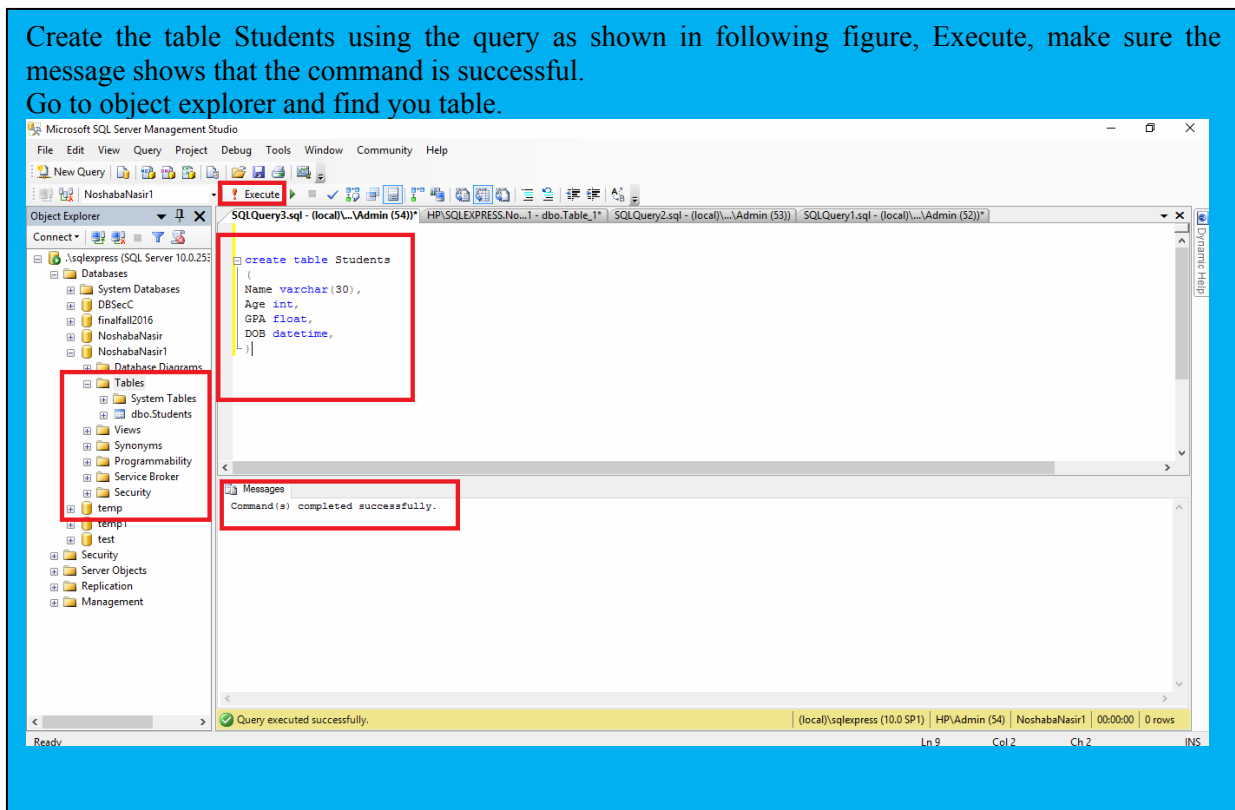 Create the table Students using the query as shown in following figure, Execute, make sure the
message shows that the command is successful.
Go to object explorer and find you table.
Microsoft SQL Server Management Studio
File Edit View Query Project Debug Tools Window Community Help
New Query
NoshabaNasir1
Execute
Object Explorer
SQLQuery3.sql - (local)\...\Admin (54))* HP\SQLEXPRESS.No...1 - dbo.Table_1* SQLQuery2.sql - (local)\...\Admin (53)) SQLQuery1.sql - (local)\...\Admin (52))*
Connect
.\sqlexpress (SQL Server 10.0.253
Databases
System Databases
DBSecC
finalfall2016
NoshabaNasir
NoshabaNasir1
Database Diagrams
Tables
System Tables
dbo.Students
Views
Synonyms
Programmability
Service Broker
Security
temp
temp1
test
Security
Server Objects
Replication
Management
create table Students
(
Name varchar(30),
Age int,
GPA float,
DOB datetime,
)
Dynamic Help
Messages
Command(s) completed successfully.
Query executed successfully.
(local)\sqlexpress (10.0 SP1) HP\Admin (54) NoshabaNasir1 00:00:00 0 rows
Ready
Ln 9 Col 2 Ch 2 INS